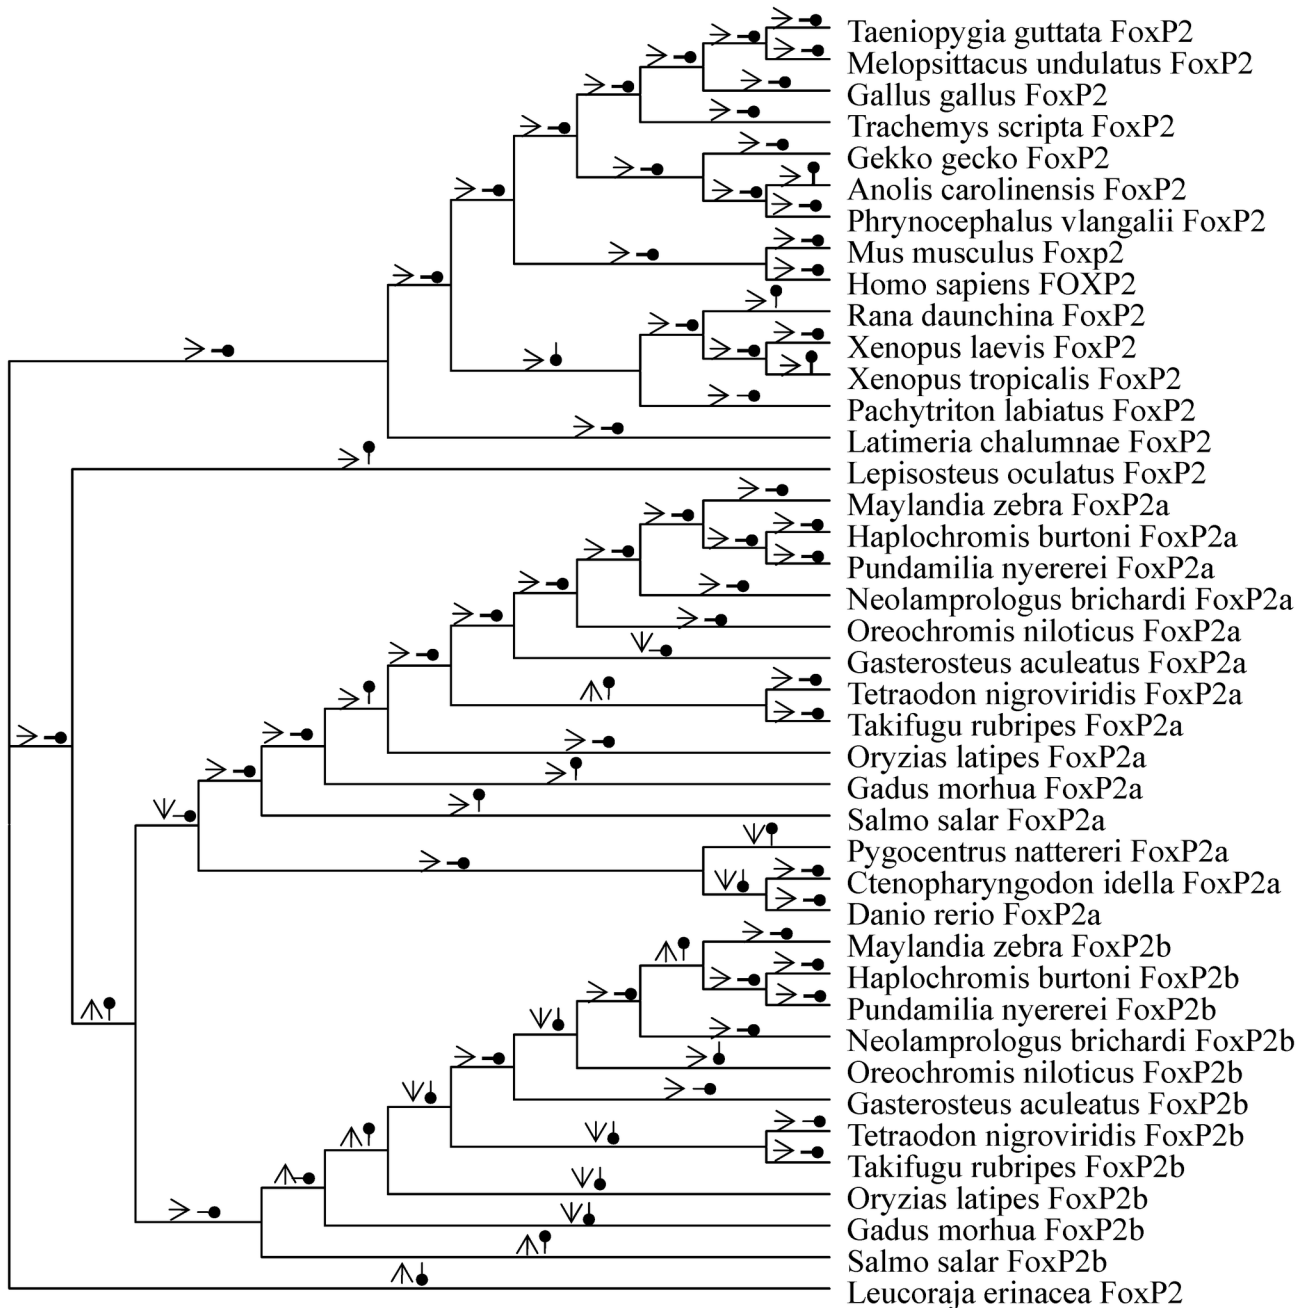 Taeniopygia guttata FoxP2
Melopsittacus undulatus FoxP2
Gallus gallus FoxP2
Trachemys scripta FoxP2
Gekko gecko FoxP2
Anolis carolinensis FoxP2
Phrynocephalus vlangalii FoxP2
Mus musculus Foxp2
Homo sapiens FOXP2
Rana daunchina FoxP2
Xenopus laevis FoxP2
Xenopus tropicalis FoxP2
Pachytriton labiatus FoxP2
Latimeria chalumnae FoxP2
Lepisosteus oculatus FoxP2
Maylandia zebra FoxP2a
Haplochromis burtoni FoxP2a
Pundamilia nyererei FoxP2a
Neolamprologus brichardi FoxP2a
Oreochromis niloticus FoxP2a
Gasterosteus aculeatus FoxP2a
Tetraodon nigroviridis FoxP2a
Takifugu rubripes FoxP2a
Oryzias latipes FoxP2a
Gadus morhua FoxP2a
Salmo salar FoxP2a
Pygocentrus nattereri FoxP2a
Ctenopharyngodon idella FoxP2a
Danio rerio FoxP2a
Maylandia zebra FoxP2b
Haplochromis burtoni FoxP2b
Pundamilia nyererei FoxP2b
Neolamprologus brichardi FoxP2b
Oreochromis niloticus FoxP2b
Gasterosteus aculeatus FoxP2b
Tetraodon nigroviridis FoxP2b
Takifugu rubripes FoxP2b
Oryzias latipes FoxP2b
Gadus morhua FoxP2b
Salmo salar FoxP2b
Leucoraja erinacea FoxP2